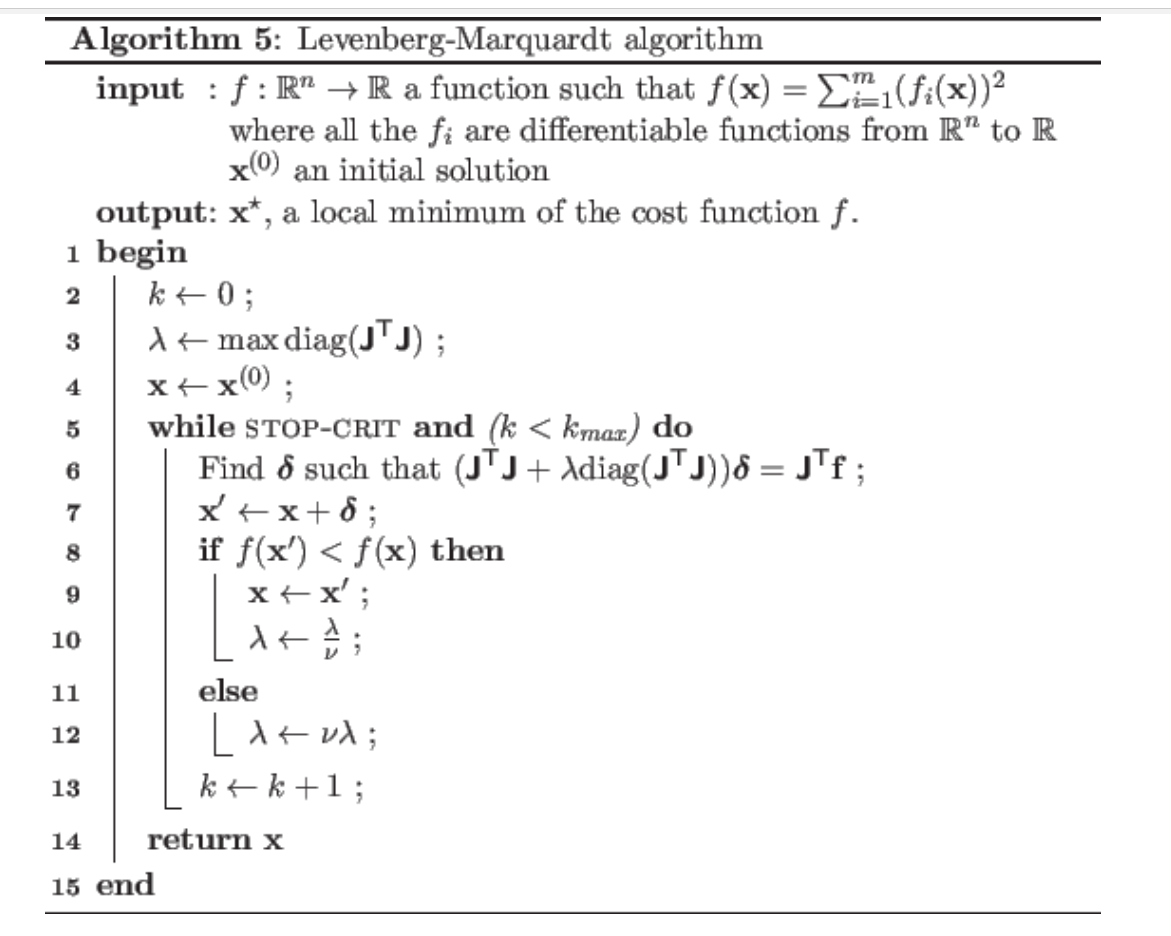 Algorithm 5: Levenberg-Marquardt algorithm
input : f : ℝⁿ → ℝ a function such that f(x) = ∑ᵢ₌₁ᵐ(fᵢ(x))²
where all the fᵢ are differentiable functions from ℝⁿ to ℝ
x⁽⁰⁾ an initial solution
output: x⋆, a local minimum of the cost function f.
1 begin
2 k ← 0 ;
3 λ ← max diag(JᵀJ) ;
4 x ← x⁽⁰⁾ ;
5 while STOP-CRIT and (k < kₘₐₓ) do
6 Find δ such that (JᵀJ + λdiag(JᵀJ))δ = Jᵀf ;
7 x′ ← x + δ ;
8 if f(x′) < f(x) then
9 x ← x′ ;
10 λ ← λ/ν ;
11 else
12 λ ← νλ ;
13 k ← k + 1 ;
14 return x
15 end